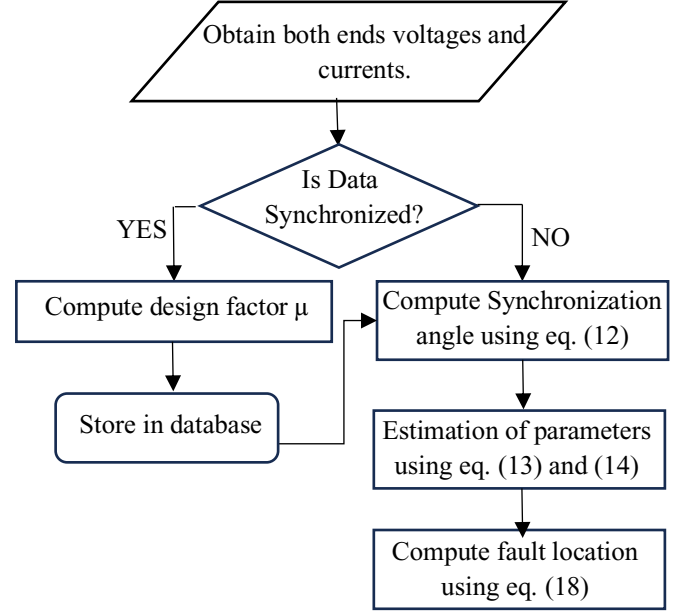 Obtain both ends voltages and
currents.
Is Data
Synchronized?
YES
NO
Compute design factor μ
Compute Synchronization
angle using eq. (12)
Store in database
Estimation of parameters
using eq. (13) and (14)
Compute fault location
using eq. (18)